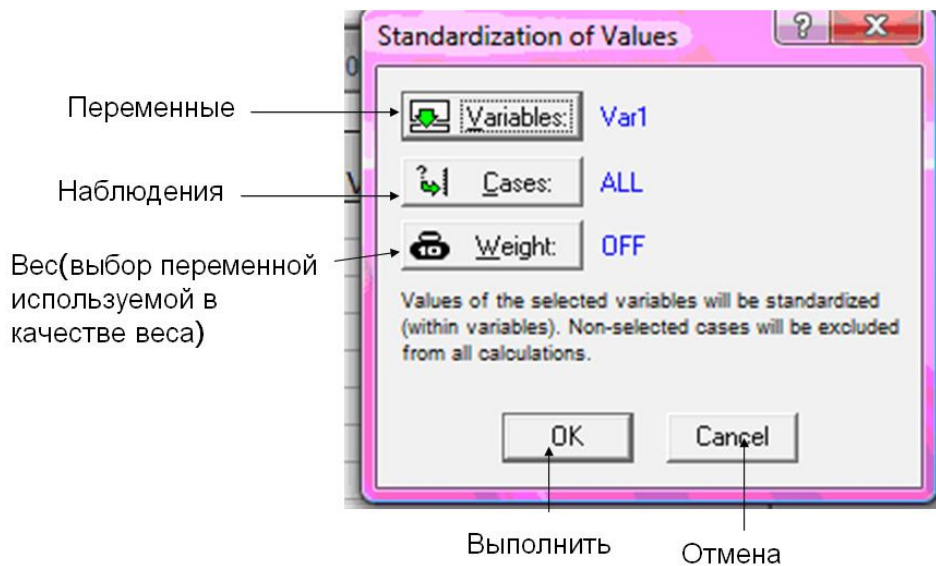 Standardization of Values
?
X
0
Переменные
Variables:
Var1
V
Наблюдения
Cases:
ALL
Вес(выбор переменной
используемой в
качестве веса)
10
Weight:
OFF
Values of the selected variables will be standardized
(within variables). Non-selected cases will be excluded
from all calculations.
OK
Cancel
Выполнить
Отмена